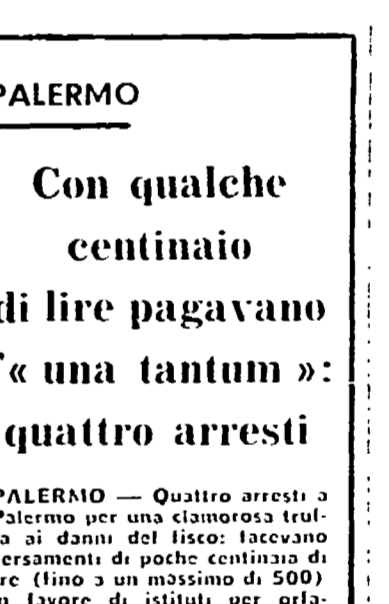 PALERMO
Con qualche
centinaio
di lire pagavano
l'« una tantum »:
quattro arresti
PALERMO — Quattro arresti a
Palermo per una clamorosa truf-
fa ai danni del fisco: facevano
versamenti di poche centinaia di
lire (fino a un massimo di 500)
in favore di istituti per orfa-